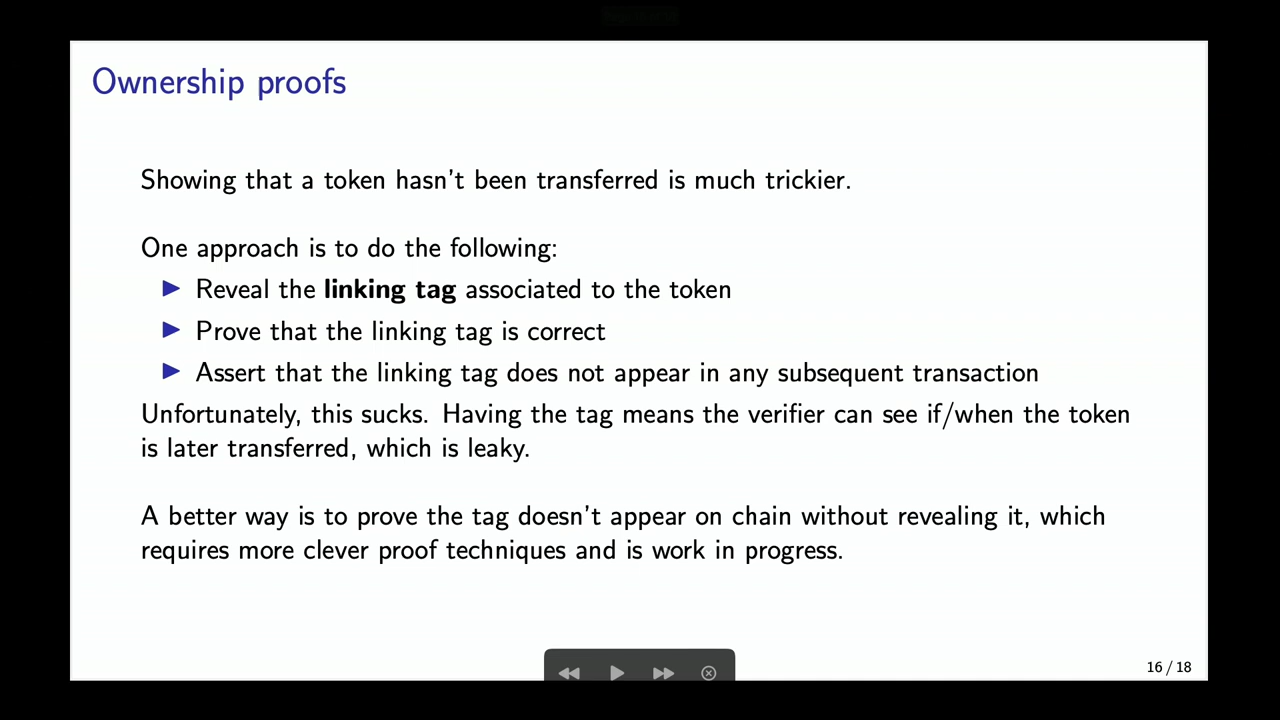 Ownership proofs
Showing that a token hasn't been transferred is much trickier.
One approach is to do the following:
▶ Reveal the linking tag associated to the token
▶ Prove that the linking tag is correct
▶ Assert that the linking tag does not appear in any subsequent transaction
Unfortunately, this sucks. Having the tag means the verifier can see if/when the token
is later transferred, which is leaky.
A better way is to prove the tag doesn't appear on chain without revealing it, which
requires more clever proof techniques and is work in progress.
16 / 18